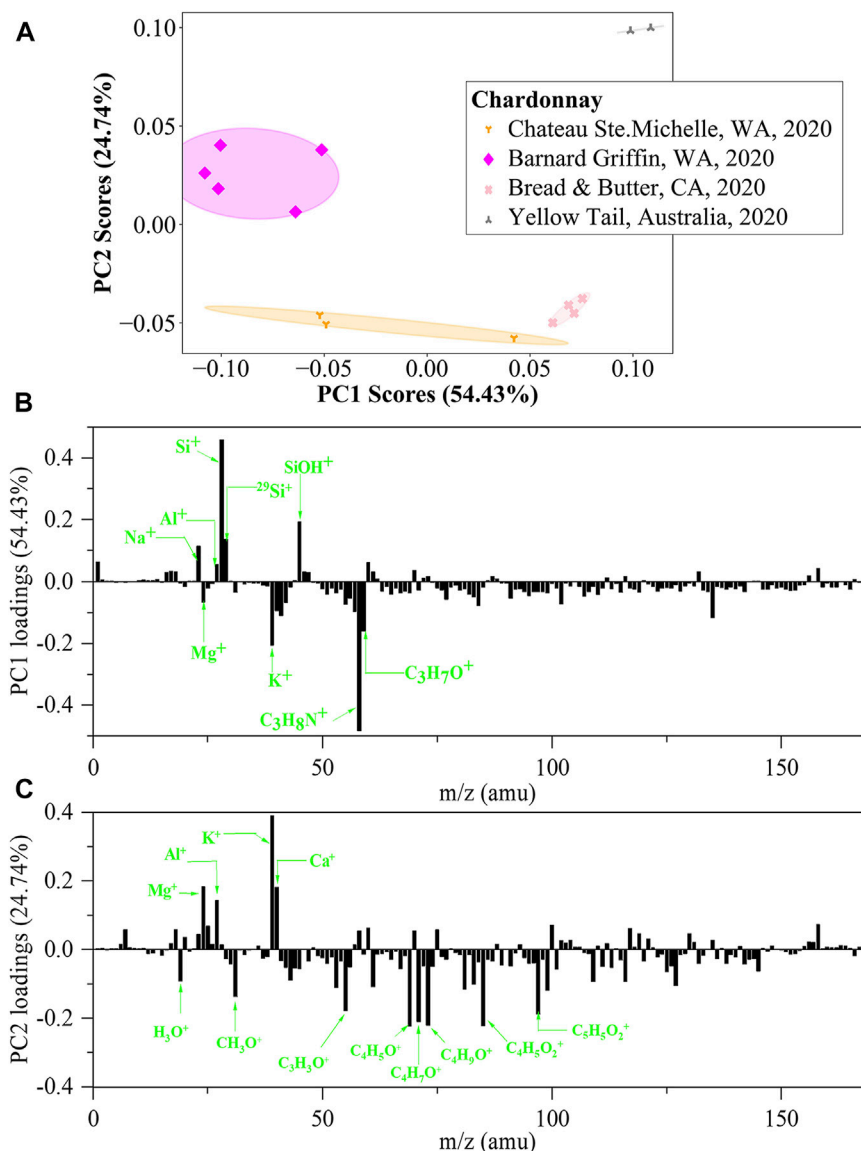 A
PC2 Scores (24.74%)
0.10
0.05
0.00
−0.05
Chardonnay
Chateau Ste.Michelle, WA, 2020
Barnard Griffin, WA, 2020
Bread & Butter, CA, 2020
Yellow Tail, Australia, 2020
−0.10 −0.05 0.00 0.05 0.10
PC1 Scores (54.43%)
B
PC1 loadings (54.43%)
0.4
0.2
0.0
-0.2
-0.4
Si⁺
SiOH⁺
²⁹Si⁺
Al⁺
Na⁺
Mg⁺
K⁺
C₃H₇O⁺
C₃H₈N⁺
0 50 100 150
m/z (amu)
C
PC2 loadings (24.74%)
0.4
0.2
0.0
-0.2
-0.4
K⁺
Al⁺
Ca⁺
Mg⁺
H₃O⁺
CH₃O⁺
C₃H₃O⁺
C₄H₅O⁺
C₄H₇O⁺
C₄H₉O⁺
C₄H₅O₂⁺
C₅H₅O₂⁺
0 50 100 150
m/z (amu)